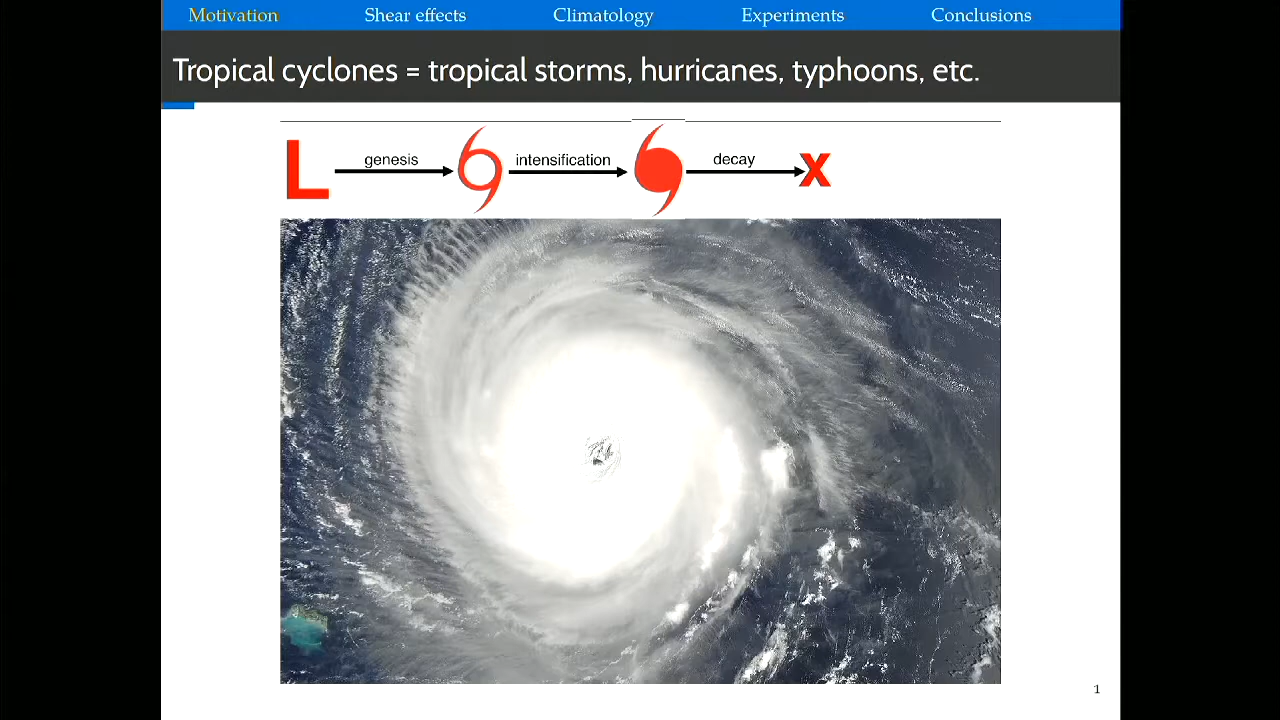 Motivation Shear effects Climatology Experiments Conclusions
Tropical cyclones = tropical storms, hurricanes, typhoons, etc.
L genesis intensification decay x
1